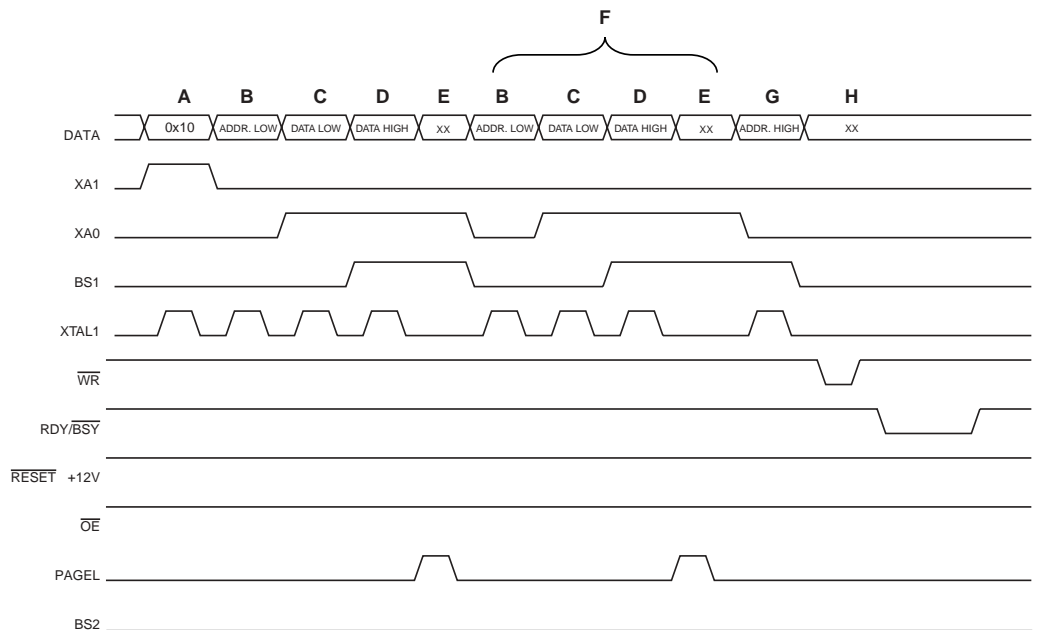 F
A B C D E B C D E G H
DATA 0x10 ADDR. LOW DATA LOW DATA HIGH XX ADDR. LOW DATA LOW DATA HIGH XX ADDR. HIGH XX
XA1
XA0
BS1
XTAL1
WR
RDY/BSY
RESET +12V
OE
PAGEL
BS2